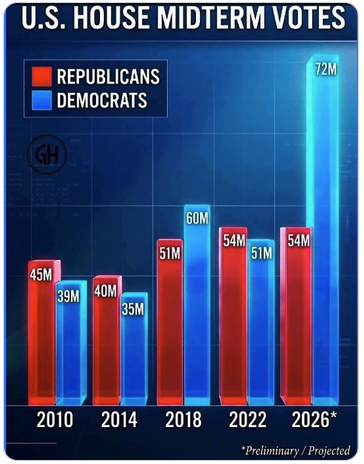 U.S. HOUSE MIDTERM VOTES
REPUBLICANS
DEMOCRATS
GH
72M
60M
54M
51M
54M
51M
45M
39M
40M
35M
2010 2014 2018 2022 2026*
*Preliminary / Projected